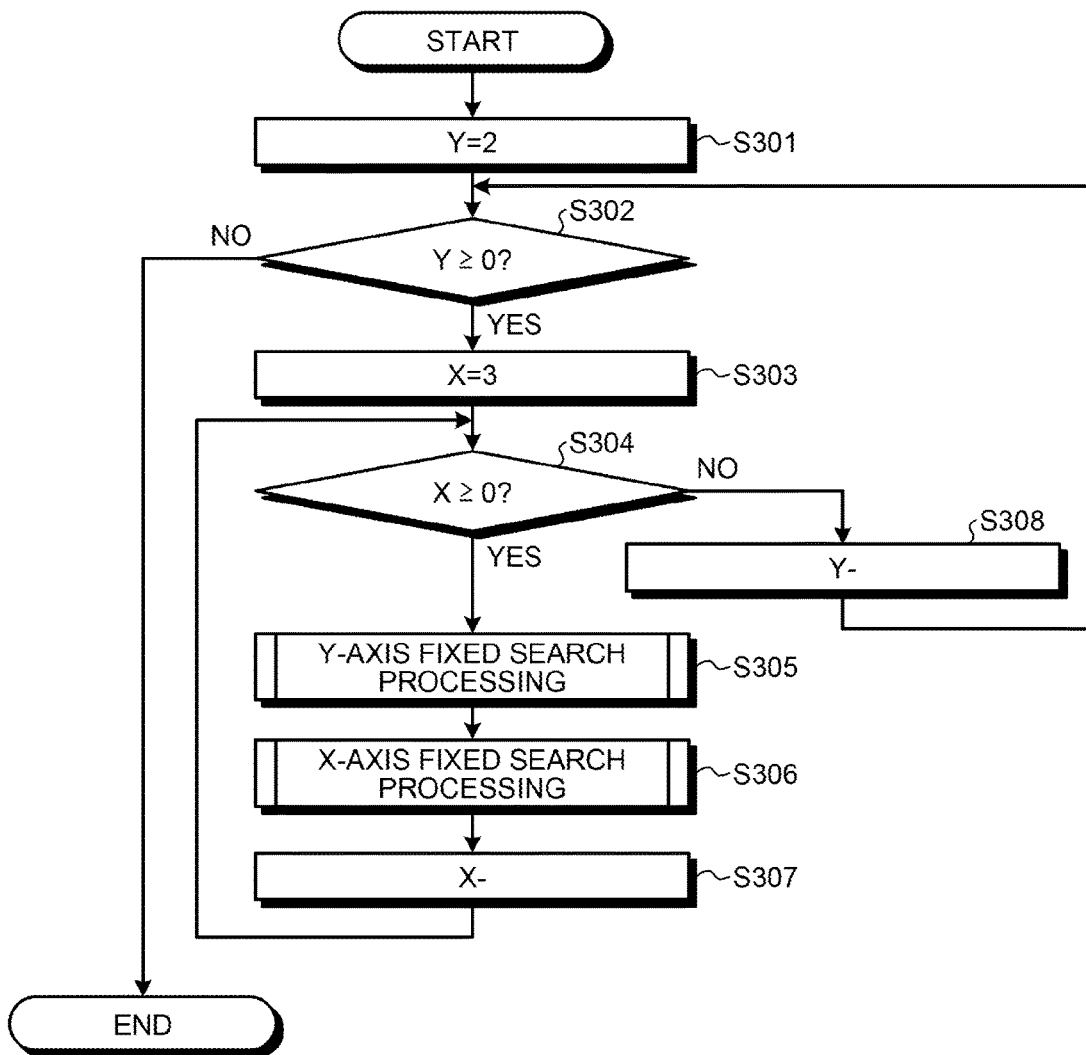 START
Y=2
S301
S302
NO
Y ≧ 0?
YES
X=3
S303
S304
NO
X ≧ 0?
YES
S308
Y-
Y-AXIS FIXED SEARCH
PROCESSING
S305
X-AXIS FIXED SEARCH
PROCESSING
S306
X-
S307
END